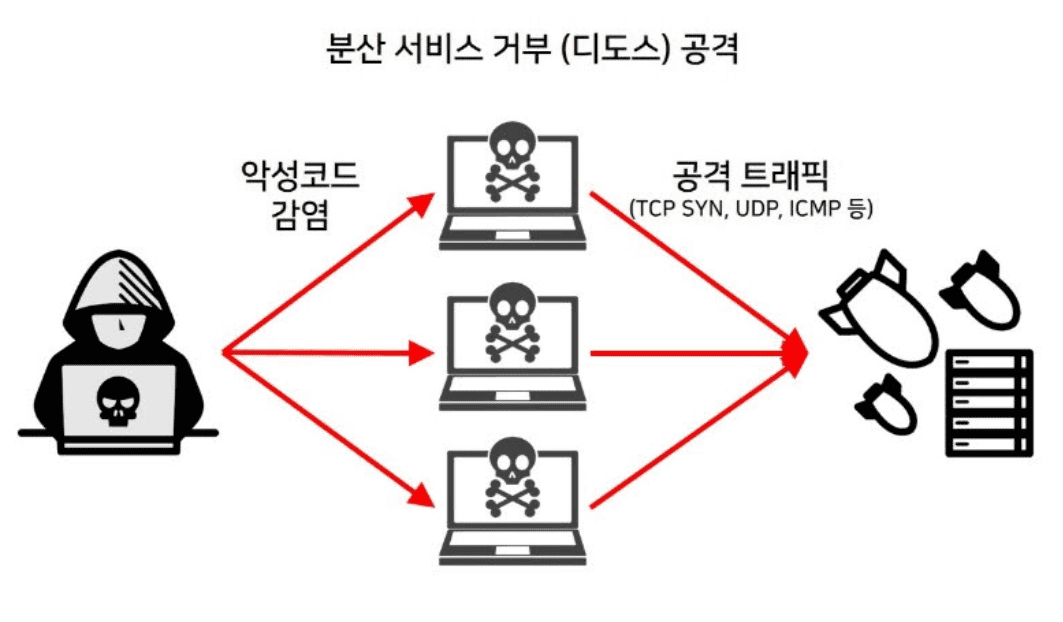 분산 서비스 거부 (디도스) 공격
악성코드
감염
공격 트래픽
(TCP SYN, UDP, ICMP 등)